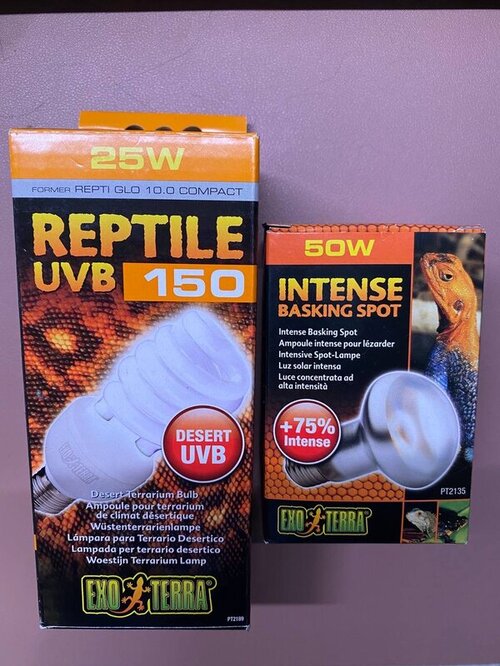 25W
FORMER REPTI GLO 10.0 COMPACT
REPTILE
UVB 150
DESERT
UVB
Desert Terrarium Bulb
Ampoule pour terrarium
de climat désertique
Wüstenterrarienlampe
Lámpara para Terrario Desertico
Lampada per terrario desertico
Woestijn Terrarium Lamp
EXO TERRA
PT2189
50W
INTENSE
BASKING SPOT
Intense Basking Spot
Ampoule intense pour lézarder
Intensive Spot-Lampe
Luz solar intensa
Luce concentrata ad
alta intensità
+75%
Intense
PT2135
EXO TERRA